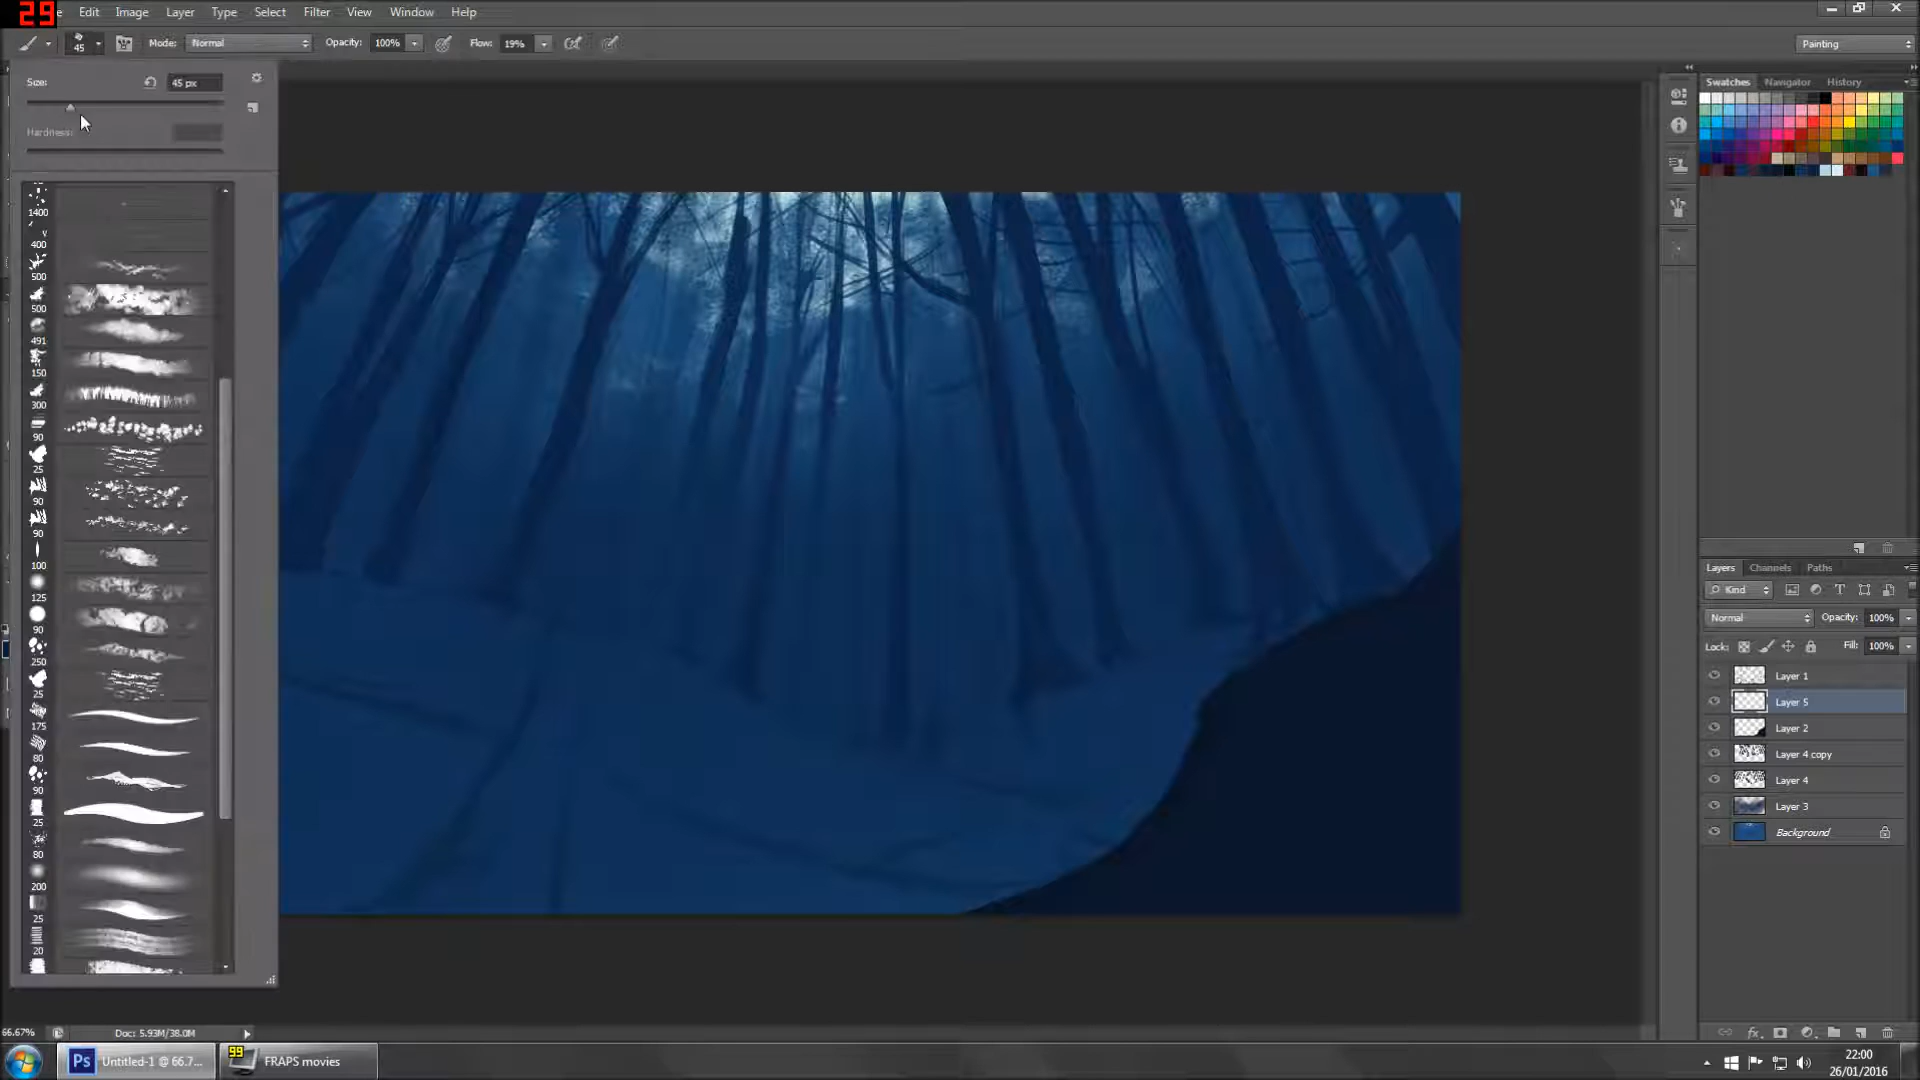 29
e Edit Image Layer Type Select Filter View Window Help
45 Mode: Normal Opacity: 100% Flow: 19% Painting
Size: 45 px
Hardness:
1400
400
500
500
491
150
300
90
25
90
90
100
125
90
250
25
175
80
90
25
80
200
25
20
Swatches Navigator History
Layers Channels Paths
Kind
Normal Opacity: 100%
Lock: Fill: 100%
Layer 1
Layer 5
Layer 2
Layer 4 copy
Layer 4
Layer 3
Background
66.67% Doc: 5.93M/38.0M
Ps Untitled-1 @ 66.7... 99 FRAPS movies
22:00
26/01/2016